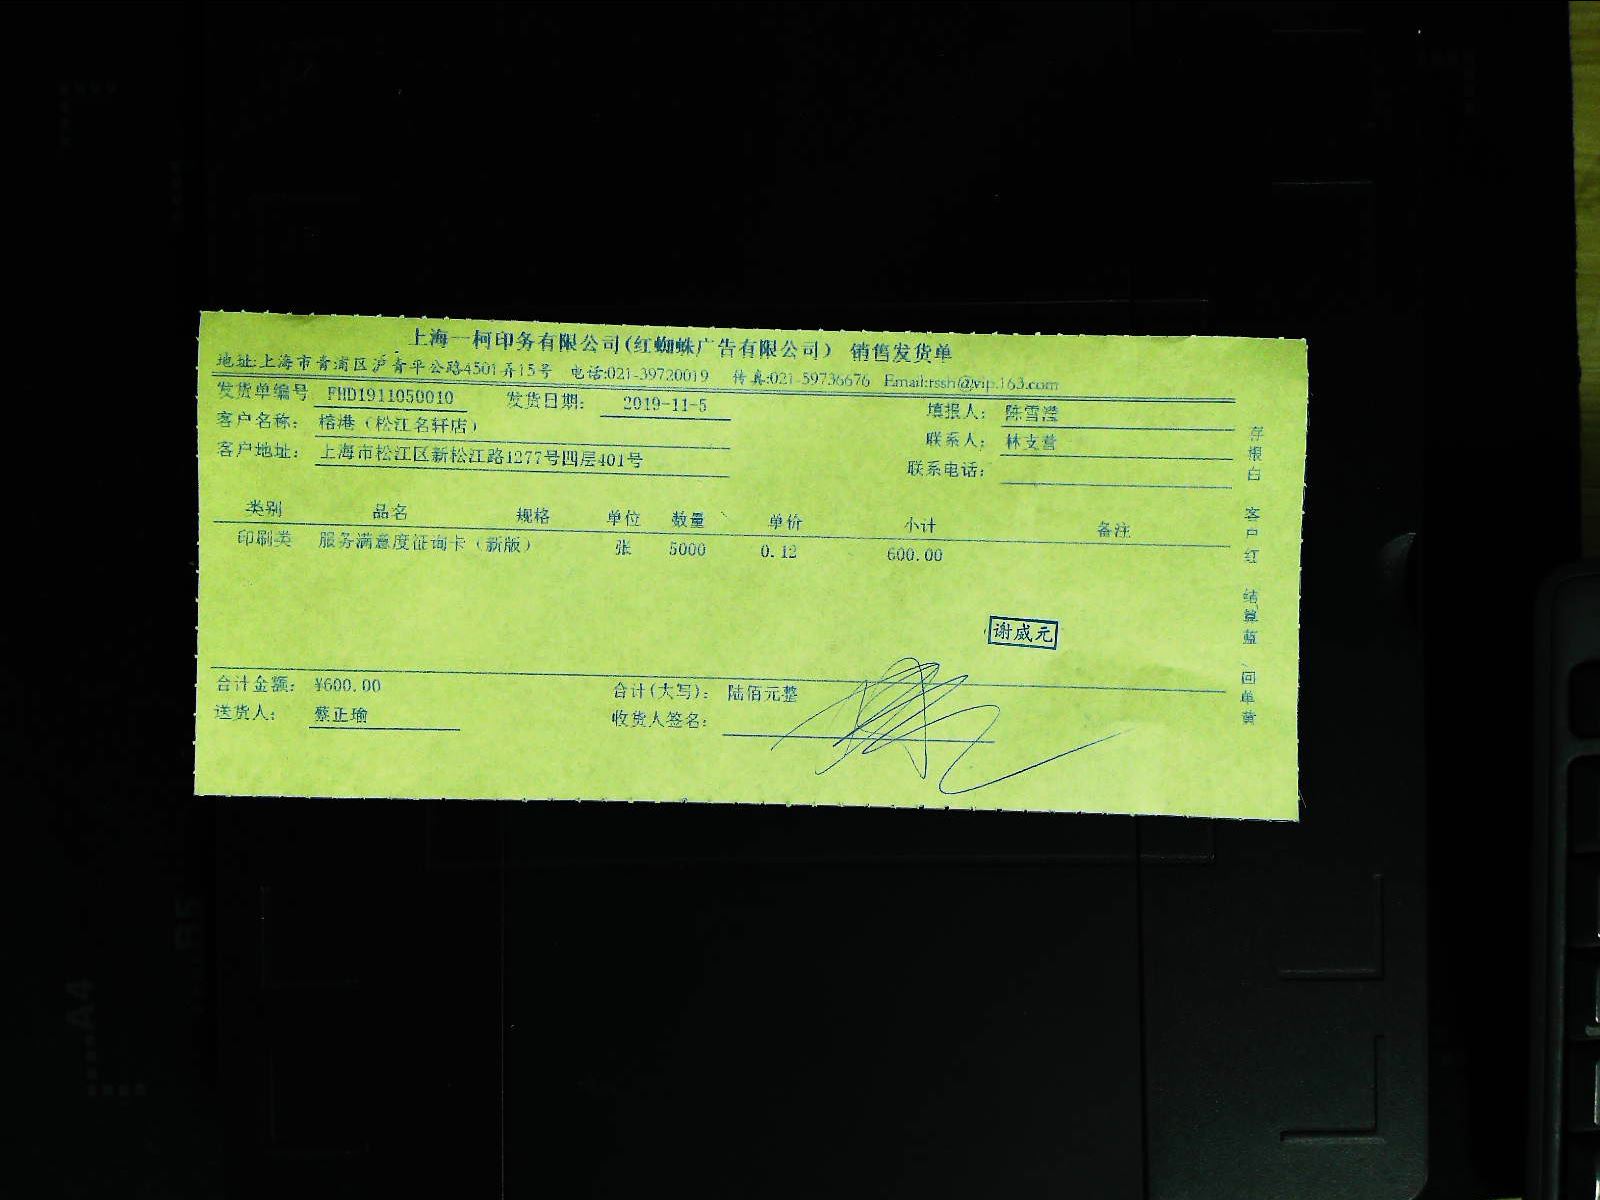 上海一柯印务有限公司(红蜘蛛广告有限公司) 销售发货单
地址:上海市青浦区沪青平公路4501弄15号 电话:021-39720019 传真:021-59736676 Email:rssh@vip.163.com
发货单编号 FHD1911050010 发货日期: 2019-11-5 填报人: 陈雪滢
客户名称: 榕港(松江名轩店) 联系人: 林支营
客户地址: 上海市松江区新松江路1277号四层401号 联系电话:
类别 品名 规格 单位 数量 单价 小计 备注
印刷类 服务满意度征询卡(新版) 张 5000 0.12 600.00
谢威元
合计金额: ¥600.00 合计(大写): 陆佰元整
送货人: 蔡正瑜 收货人签名:
存根白 客户红 结算蓝 回单黄
A4
B5